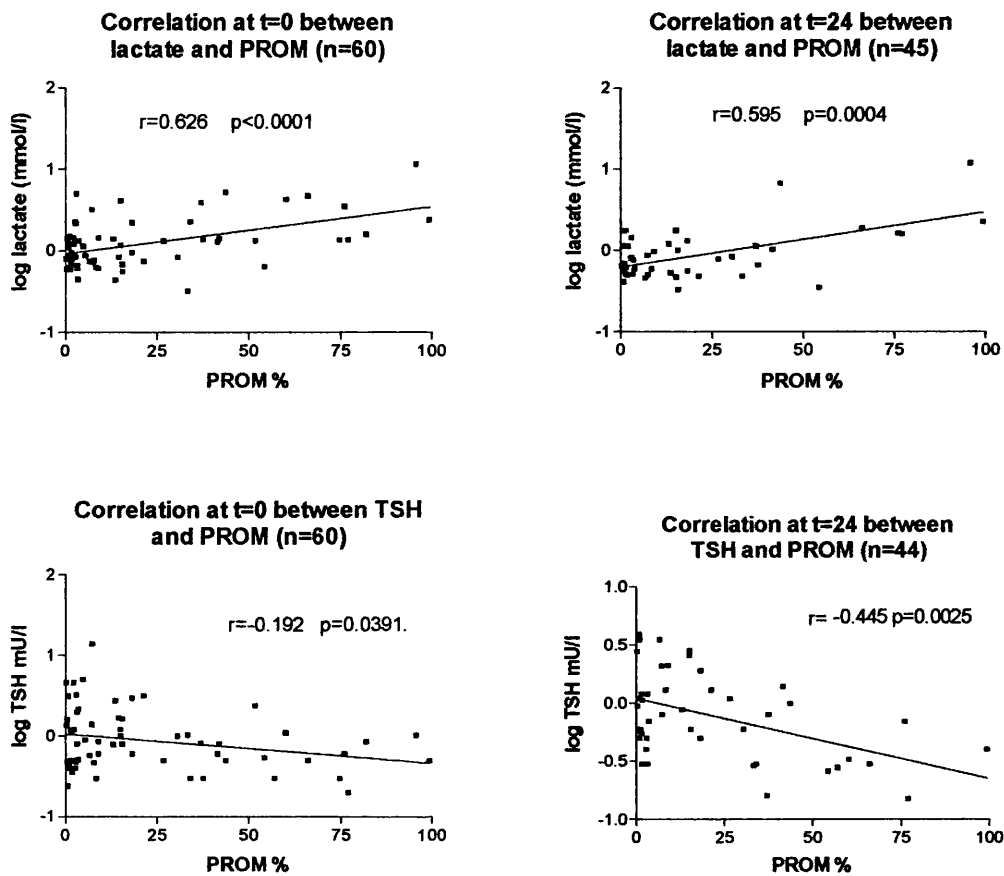 Correlation at t=0 between
lactate and PROM (n=60)
r=0.626 p<0.0001
log lactate (mmol/l)
2
1
0
-1
0 25 50 75 100
PROM %
Correlation at t=24 between
lactate and PROM (n=45)
r=0.595 p=0.0004
log lactate (mmol/l)
2
1
0
-1
0 25 50 75 100
PROM %
Correlation at t=0 between TSH
and PROM (n=60)
r=-0.192 p=0.0391.
log TSH mU/l
2
1
0
-1
0 25 50 75 100
PROM %
Correlation at t=24 between
TSH and PROM (n=44)
r= -0.445 p=0.0025
log TSH mU/l
1.0
0.5
0.0
-0.5
-1.0
0 25 50 75 100
PROM %